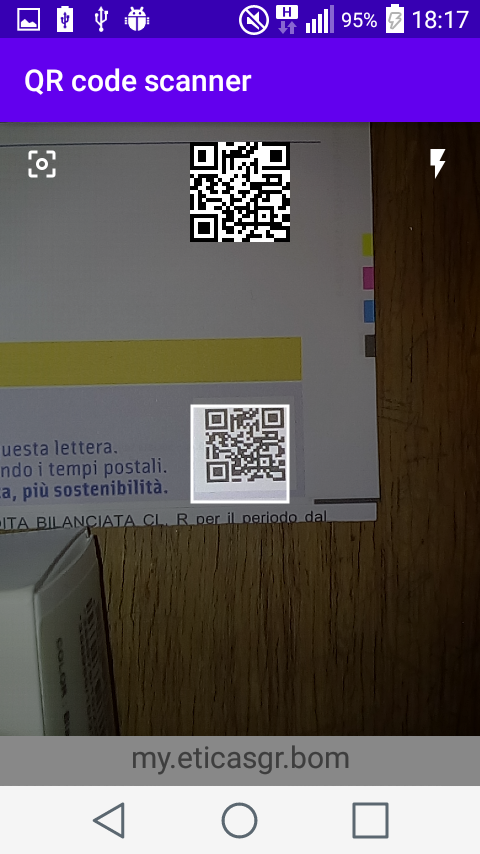 H
95%
18:17
QR code scanner
uesta lettera.
ndo i tempi postali.
a, più sostenibilità.
DITA BILANCIATA CL. R per il periodo dal
my.eticasgr.bom